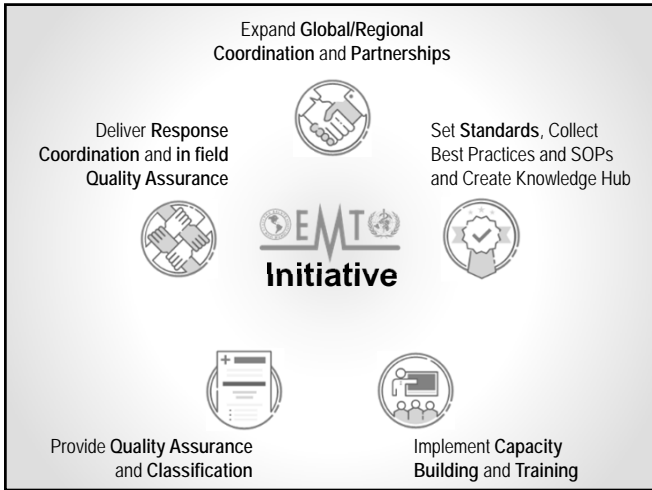 Expand Global/Regional
Coordination and Partnerships
Deliver Response
Coordination and in field
Quality Assurance
Set Standards, Collect
Best Practices and SOPs
and Create Knowledge Hub
EMT
Initiative
Provide Quality Assurance
and Classification
Implement Capacity
Building and Training